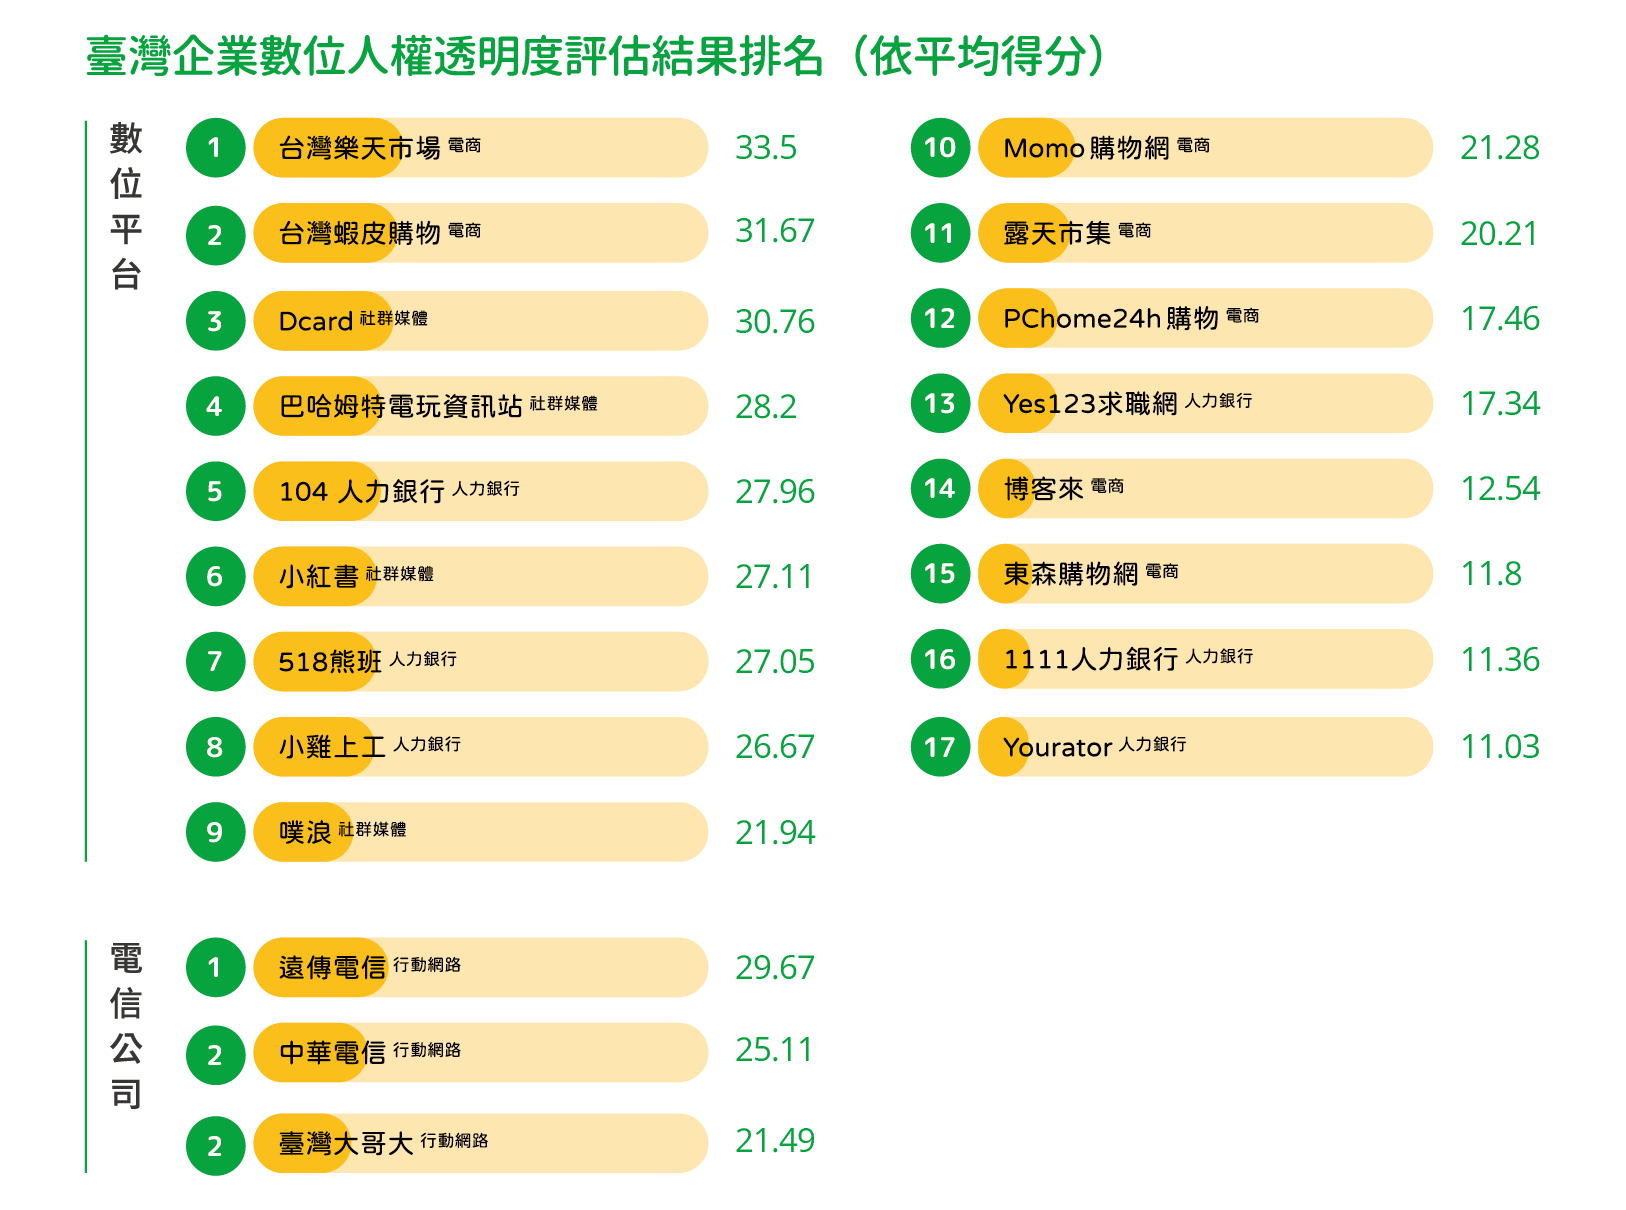 臺灣企業數位人權透明度評估結果排名（依平均得分）
數位平台
1 台灣樂天市場 電商 33.5
2 台灣蝦皮購物 電商 31.67
3 Dcard 社群媒體 30.76
4 巴哈姆特電玩資訊站 社群媒體 28.2
5 104 人力銀行 人力銀行 27.96
6 小紅書 社群媒體 27.11
7 518熊班 人力銀行 27.05
8 小雞上工 人力銀行 26.67
9 噗浪 社群媒體 21.94
10 Momo 購物網 電商 21.28
11 露天市集 電商 20.21
12 PChome24h 購物 電商 17.46
13 Yes123求職網 人力銀行 17.34
14 博客來 電商 12.54
15 東森購物網 電商 11.8
16 1111人力銀行 人力銀行 11.36
17 Yourator 人力銀行 11.03
電信公司
1 遠傳電信 行動網路 29.67
2 中華電信 行動網路 25.11
2 臺灣大哥大 行動網路 21.49